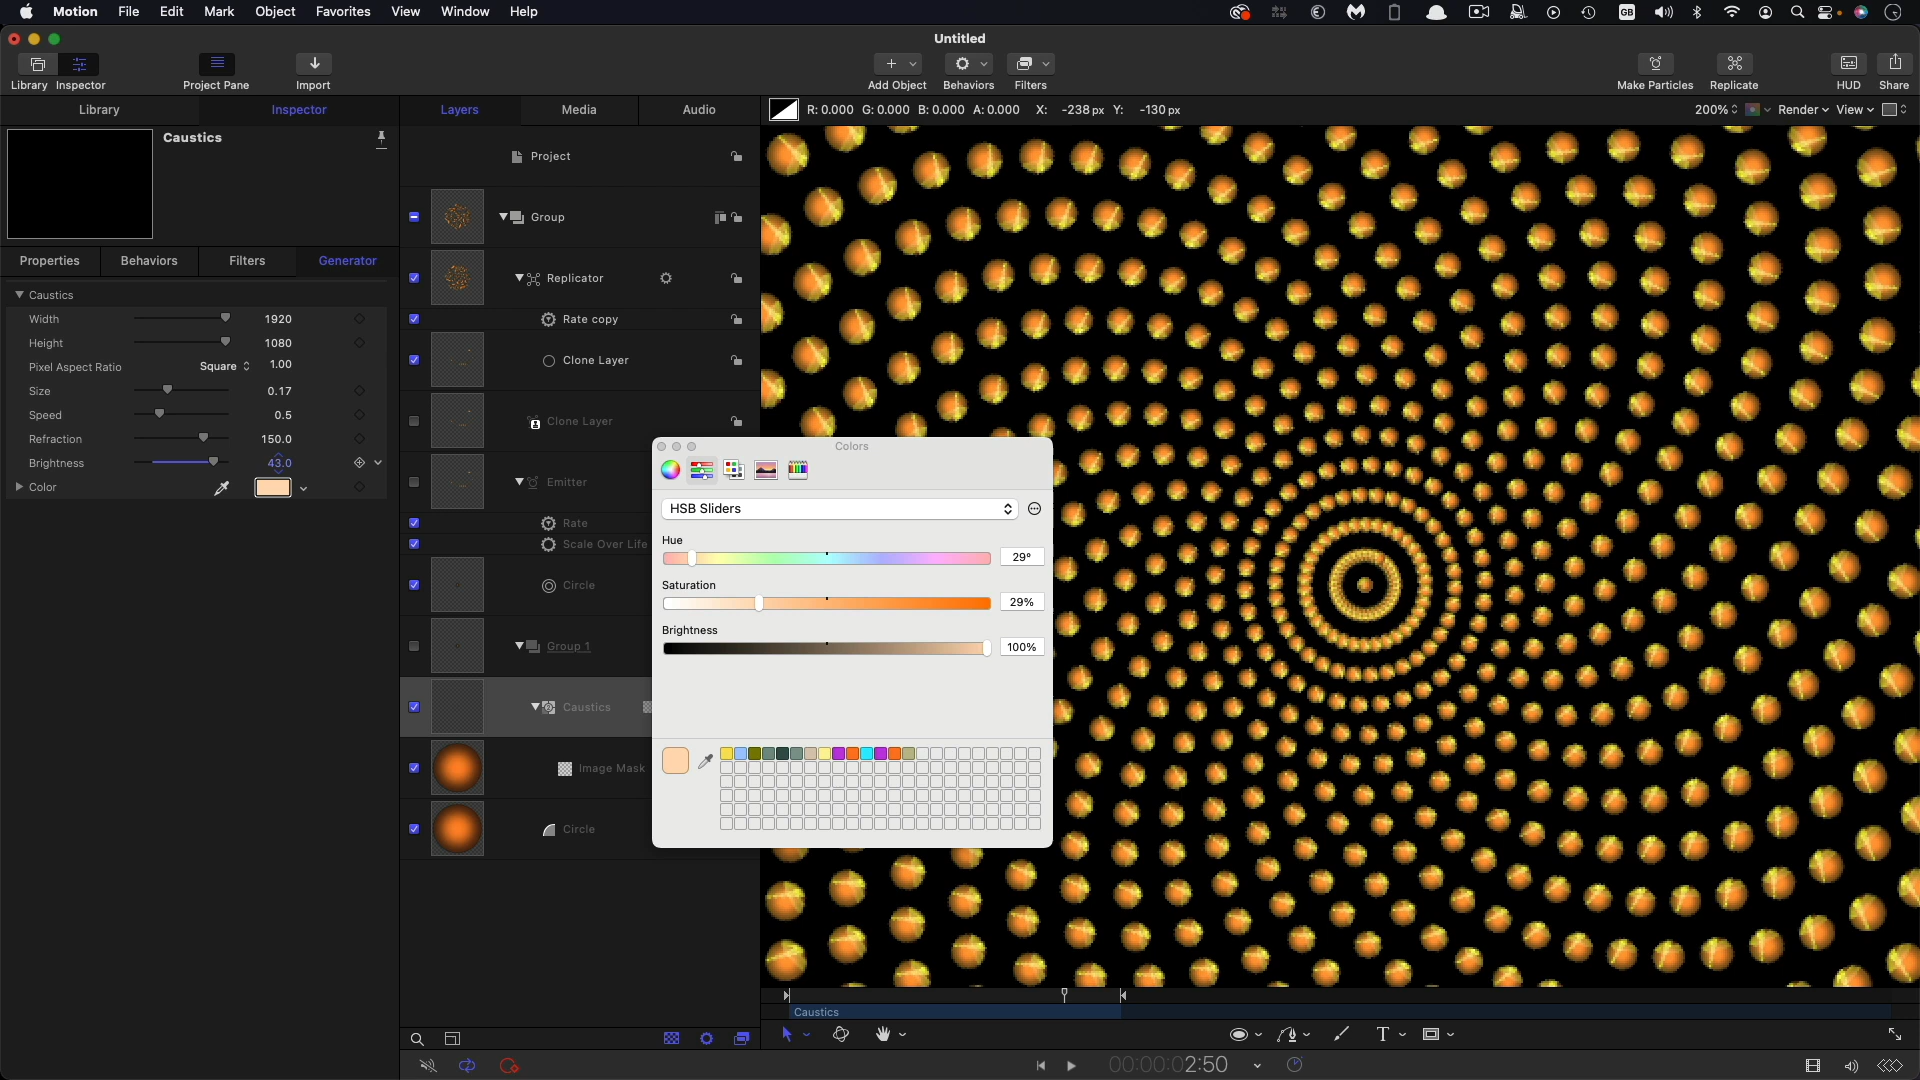 Motion File Edit Mark Object Favorites View Window Help
GB
Untitled
Library Inspector Project Pane Import Add Object Behaviors Filters Make Particles Replicate HUD Share
Library Inspector Layers Media Audio R: 0.000 G: 0.000 B: 0.000 A: 0.000 X: -238 px Y: -130 px 200% Render View
Caustics
Properties Behaviors Filters Generator
Caustics
Width 1920
Height 1080
Pixel Aspect Ratio Square 1.00
Size 0.17
Speed 0.5
Refraction 150.0
Brightness 43.0
Color
Project
Group
Replicator
Rate copy
Clone Layer
Clone Layer
Emitter
Rate
Scale Over Life
Circle
Group 1
Caustics
Image Mask
Circle
Colors
HSB Sliders
Hue
29°
Saturation
29%
Brightness
100%
Caustics
T
00:00:02:50